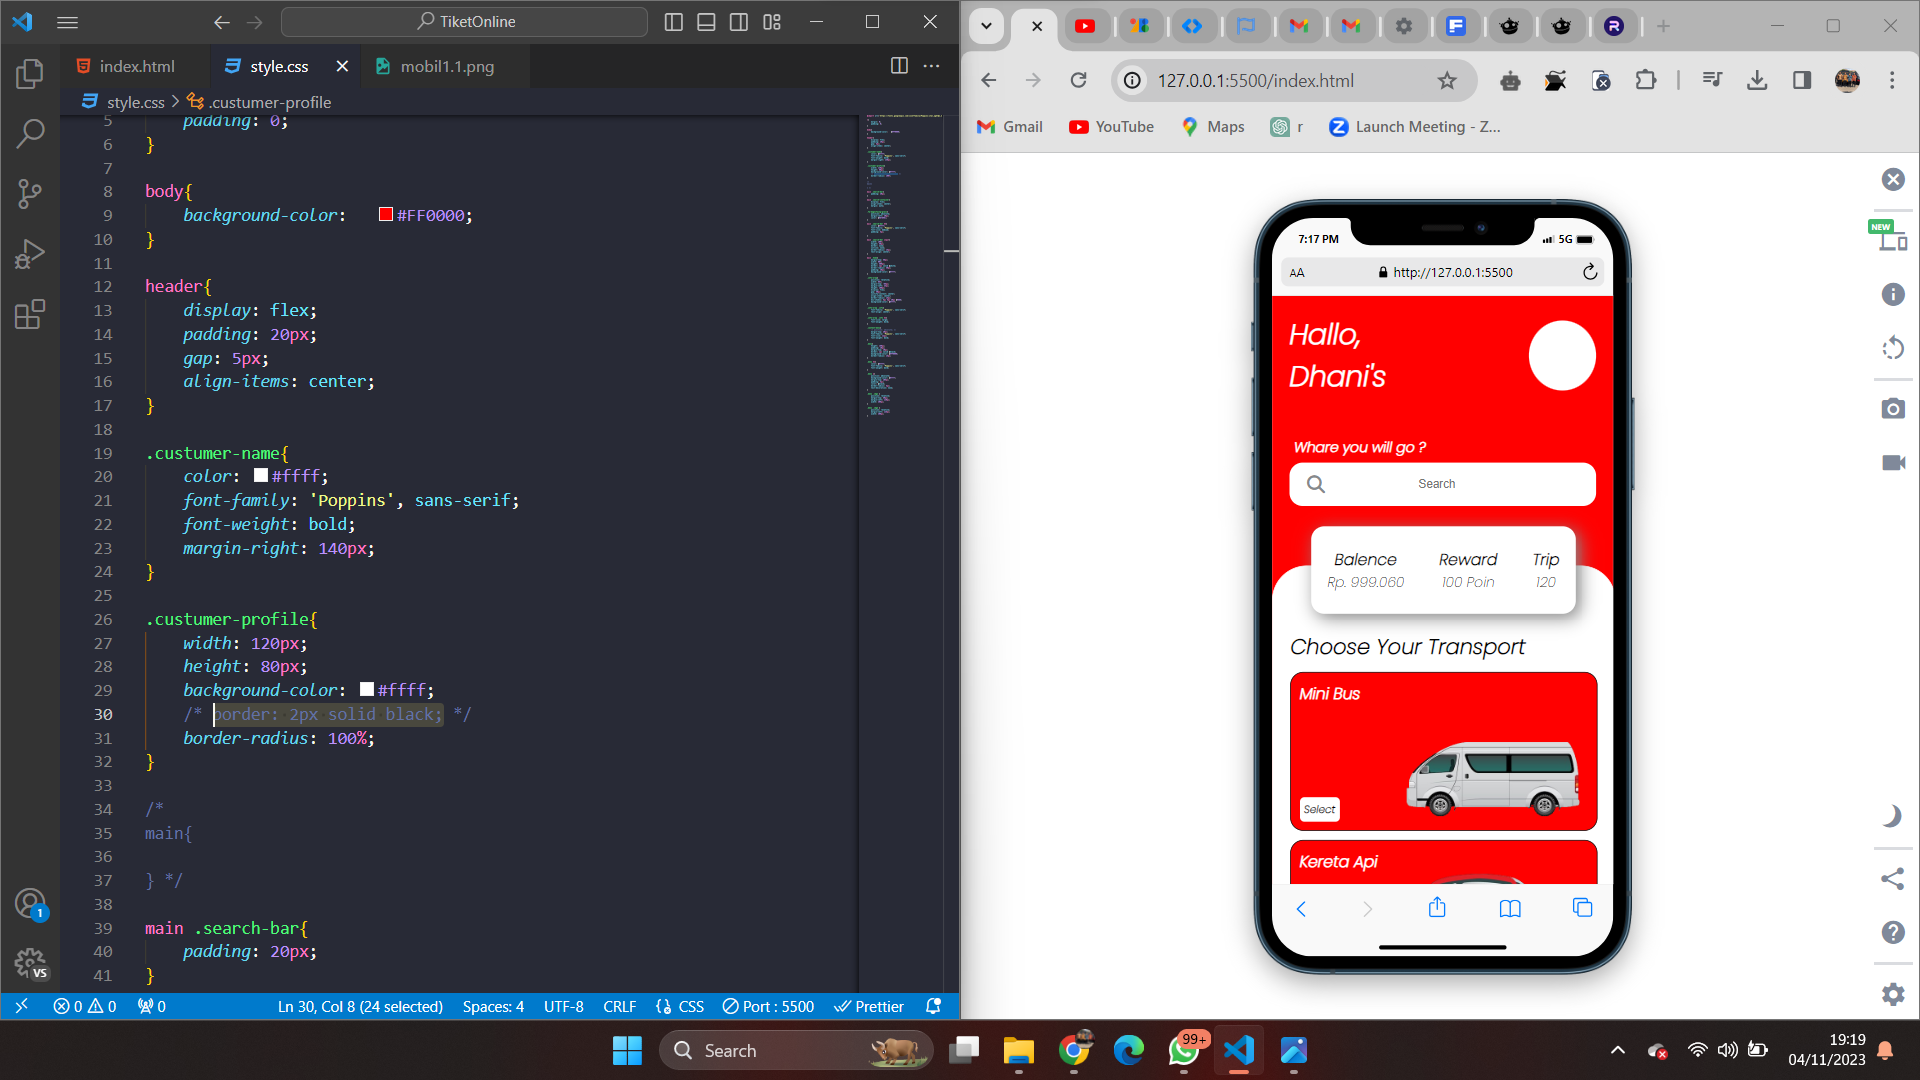 TiketOnline
index.html
style.css
mobil1.1.png
style.css > .custumer-profile
5 padding: 0;
6 }
7
8 body{
9 background-color: #FF0000;
10 }
11
12 header{
13 display: flex;
14 padding: 20px;
15 gap: 5px;
16 align-items: center;
17 }
18
19 .custumer-name{
20 color: #ffff;
21 font-family: 'Poppins', sans-serif;
22 font-weight: bold;
23 margin-right: 140px;
24 }
25
26 .custumer-profile{
27 width: 120px;
28 height: 80px;
29 background-color: #ffff;
30 /* border: 2px solid black; */
31 border-radius: 100%;
32 }
33
34 /*
35 main{
36
37 } */
38
39 main .search-bar{
40 padding: 20px;
41 }
1
VS
0 0 0 Ln 30, Col 8 (24 selected) Spaces: 4 UTF-8 CRLF CSS Port : 5500 Prettier
127.0.0.1:5500/index.html
Gmail YouTube Maps r Launch Meeting - Z...
NEW
7:17 PM
5G
AA
http://127.0.0.1:5500
Hallo,
Dhani's
Whare you will go ?
Search
Balence Reward Trip
Rp. 999.060 100 Poin 120
Choose Your Transport
Mini Bus
Select
Kereta Api
Search
99+
19:19
04/11/2023